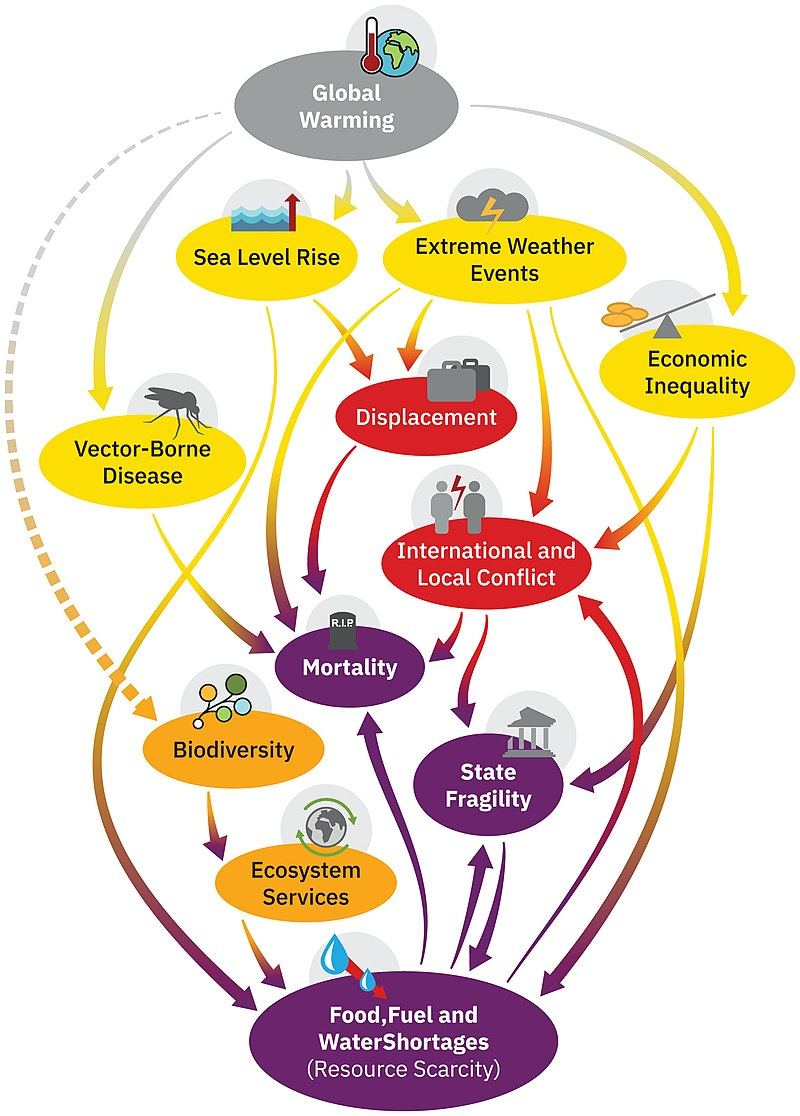 Global
Warming
Sea Level Rise
Extreme Weather
Events
Economic
Inequality
Displacement
Vector-Borne
Disease
International and
Local Conflict
R.I.P.
Mortality
Biodiversity
State
Fragility
Ecosystem
Services
Food,Fuel and
WaterShortages
(Resource Scarcity)